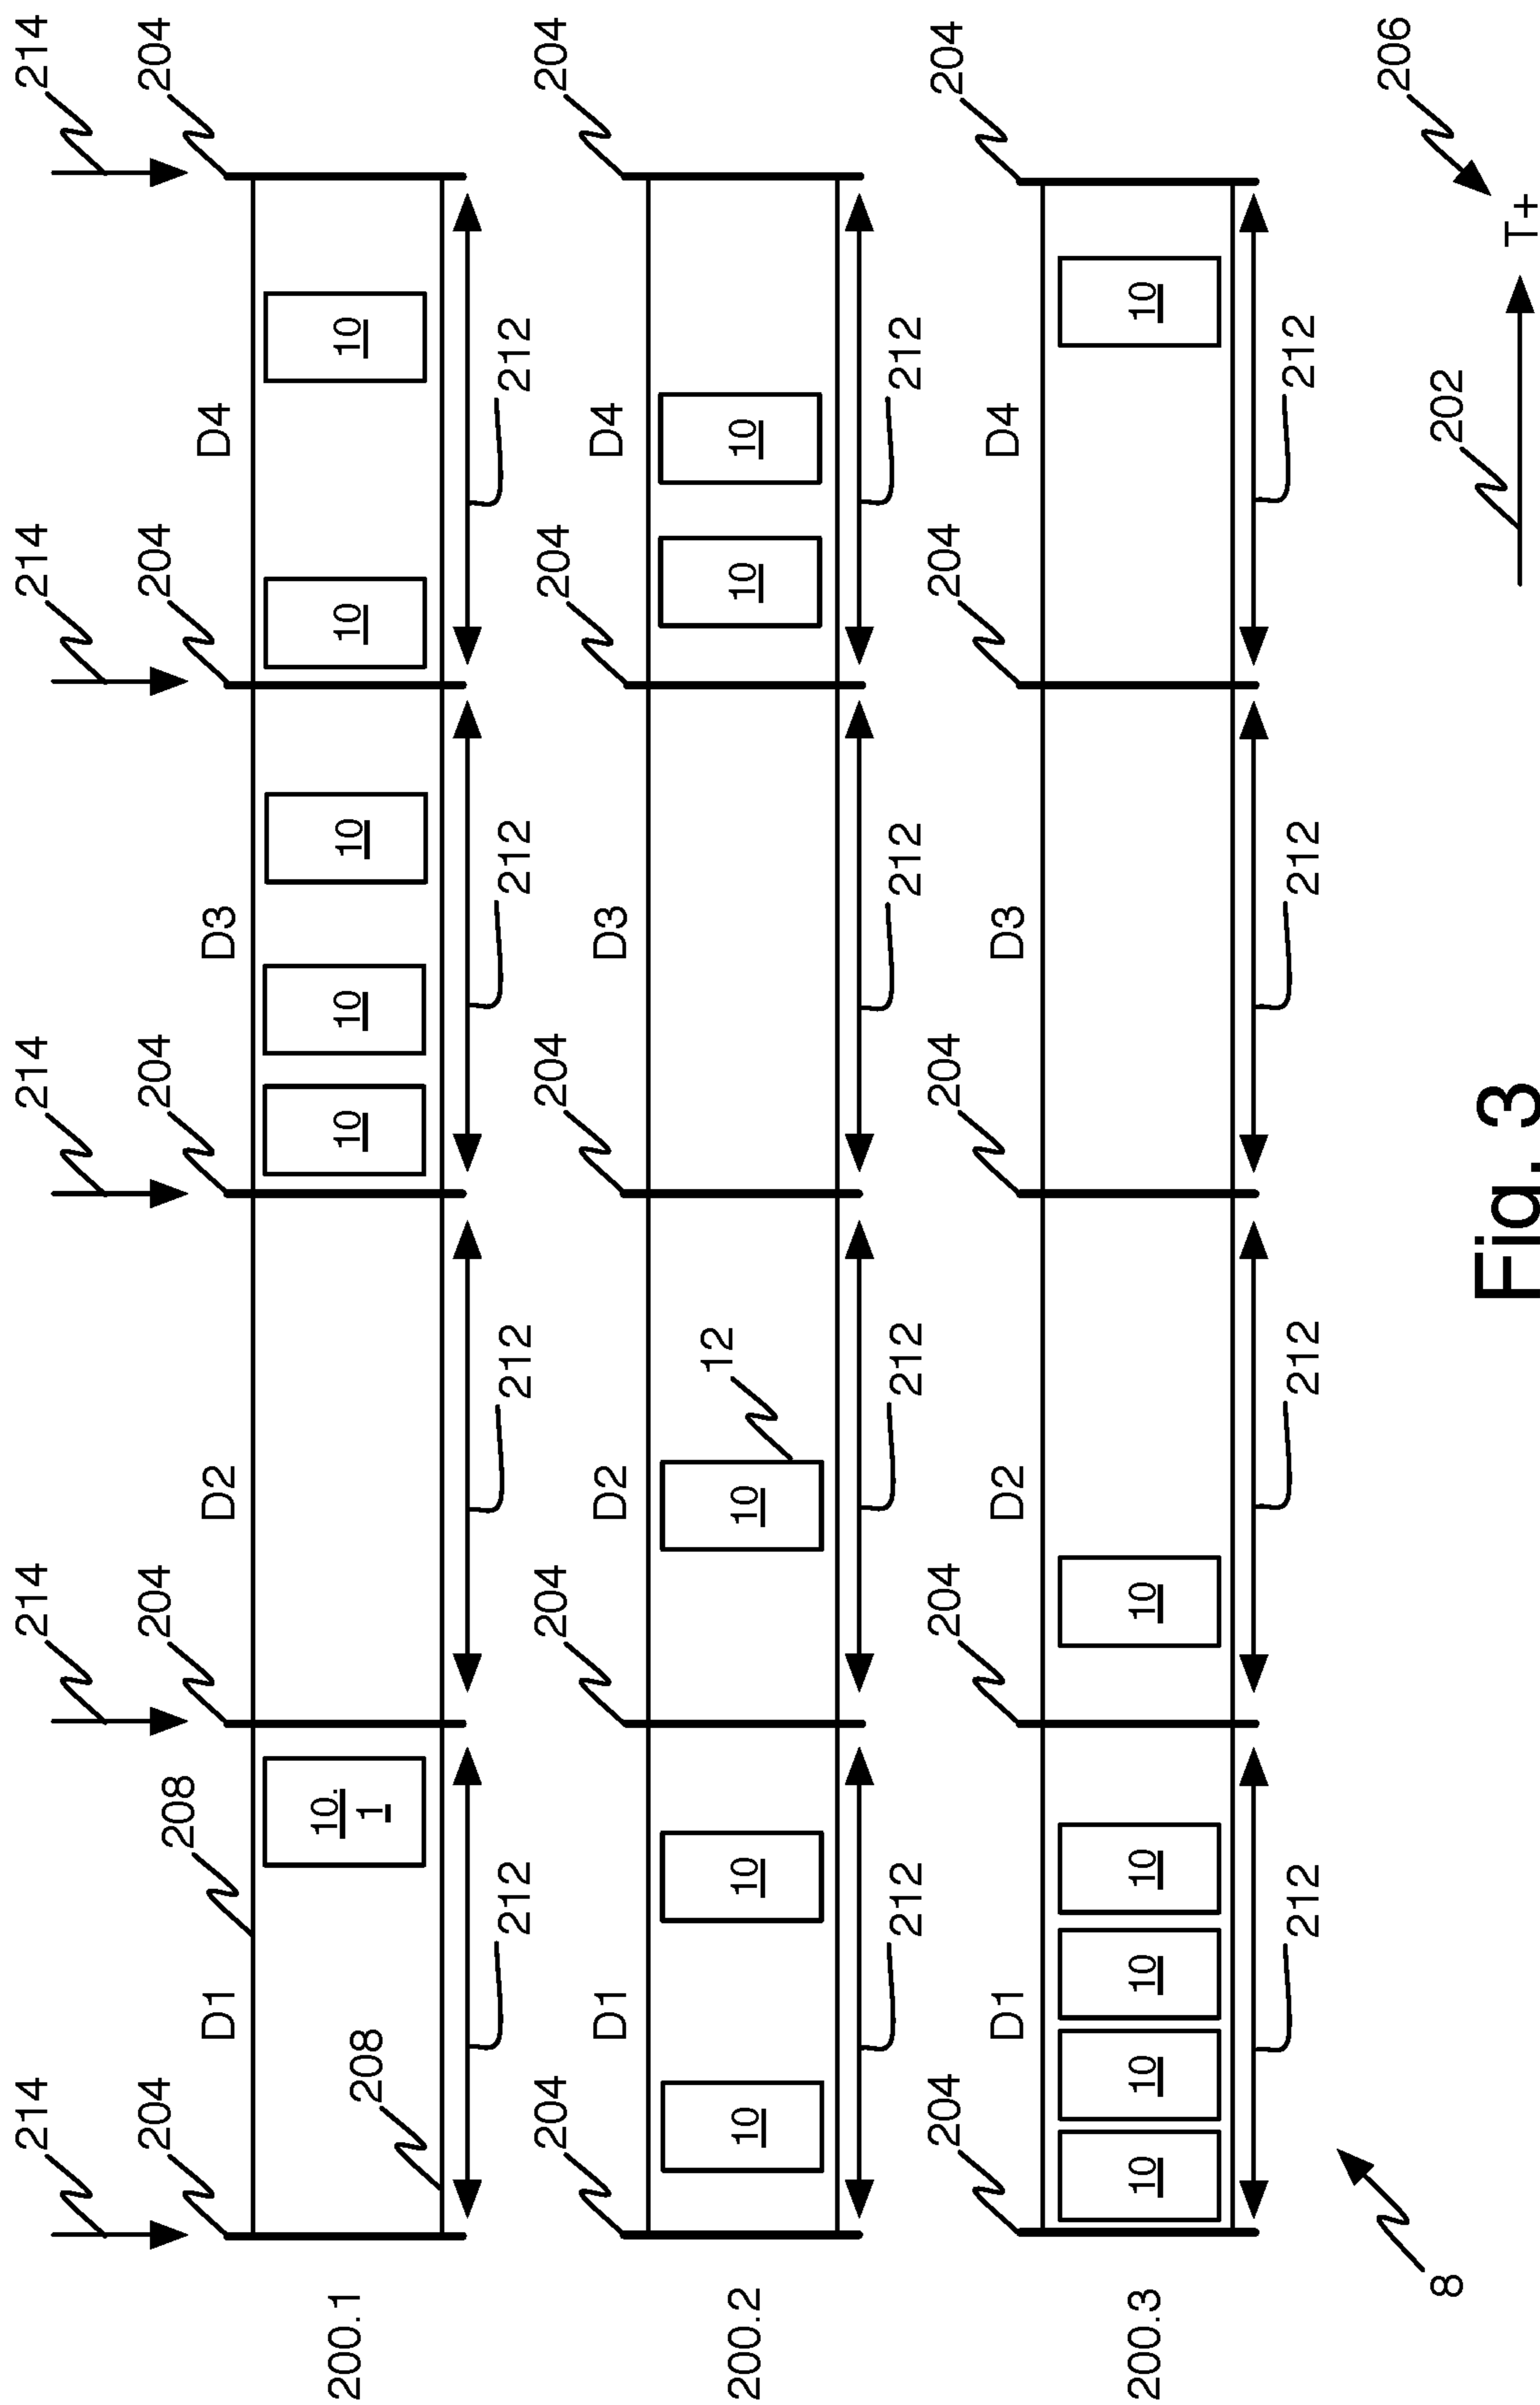 214 214 214 214 214
204 204 204 204 204
208
D1 D2 D3 D4
200.1 10.1 10 10 10 10 10
208
212 212 212 212
204 204 204 204 204
D1 D2 D3 D4
12
200.2 10 10 10 10 10
212 212 212 212
204 204 204 204 204
D1 D2 D3 D4
200.3 10 10 10 10 10 10
212 212 212 212
8 202 206
T+
Fig. 3